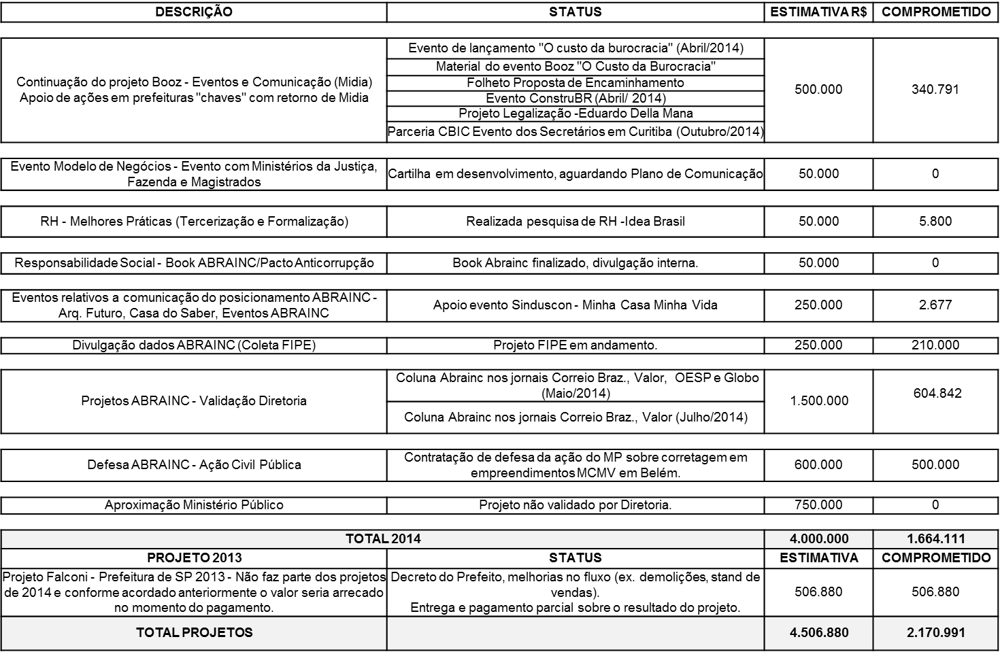 DESCRIÇÃO STATUS ESTIMATIVA R$ COMPROMETIDO
Continuação do projeto Booz - Eventos e Comunicação (Midia)
Apoio de ações em prefeituras "chaves" com retorno de Midia
Evento de lançamento "O custo da burocracia" (Abril/2014)
Material do evento Booz "O Custo da Burocracia"
Folheto Proposta de Encaminhamento
Evento ConstruBR (Abril/ 2014)
Projeto Legalização -Eduardo Della Mana
Parceria CBIC Evento dos Secretários em Curitiba (Outubro/2014)
500.000 340.791
Evento Modelo de Negócios - Evento com Ministérios da Justiça,
Fazenda e Magistrados
Cartilha em desenvolvimento, aguardando Plano de Comunicação 50.000 0
RH - Melhores Práticas (Tercerização e Formalização) Realizada pesquisa de RH -Idea Brasil 50.000 5.800
Responsabilidade Social - Book ABRAINC/Pacto Anticorrupção Book Abrainc finalizado, divulgação interna. 50.000 0
Eventos relativos a comunicação do posicionamento ABRAINC -
Arq. Futuro, Casa do Saber, Eventos ABRAINC
Apoio evento Sinduscon - Minha Casa Minha Vida 250.000 2.677
Divulgação dados ABRAINC (Coleta FIPE) Projeto FIPE em andamento. 250.000 210.000
Projetos ABRAINC - Validação Diretoria
Coluna Abrainc nos jornais Correio Braz., Valor, OESP e Globo
(Maio/2014)
Coluna Abrainc nos jornais Correio Braz., Valor (Julho/2014)
1.500.000 604.842
Defesa ABRAINC - Ação Civil Pública
Contratação de defesa da ação do MP sobre corretagem em
empreendimentos MCMV em Belém.
600.000 500.000
Aproximação Ministério Público Projeto não validado por Diretoria. 750.000 0
TOTAL 2014 4.000.000 1.664.111
PROJETO 2013 STATUS ESTIMATIVA COMPROMETIDO
Projeto Falconi - Prefeitura de SP 2013 - Não faz parte dos projetos
de 2014 e conforme acordado anteriormente o valor seria arrecado
no momento do pagamento.
Decreto do Prefeito, melhorias no fluxo (ex. demolições, stand de
vendas).
Entrega e pagamento parcial sobre o resultado do projeto.
506.880 506.880
TOTAL PROJETOS 4.506.880 2.170.991